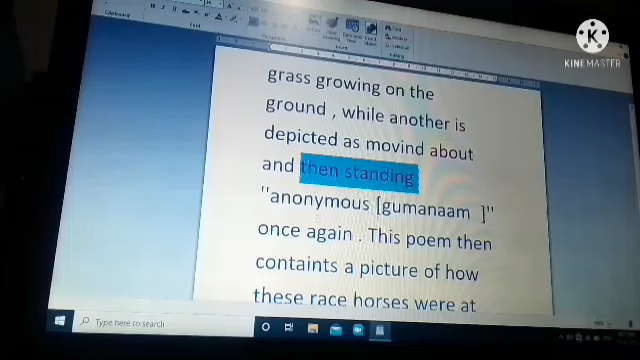 KINEMASTER
grass growing on the
ground , while another is
depicted as movind about
and then standing
"anonymous [gumanaam ]"
once again . This poem then
containts a picture of how
these race horses were at
Type here to search